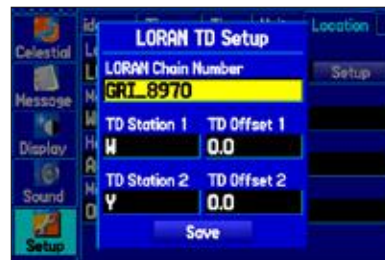 LORAN TD Setup
Location
Celestial
LORAN Chain Number
GRI_8970
Setup
Message
TD Station 1 TD Offset 1
W 0.0
Display
TD Station 2 TD Offset 2
Y 0.0
Sound
Save
Setup